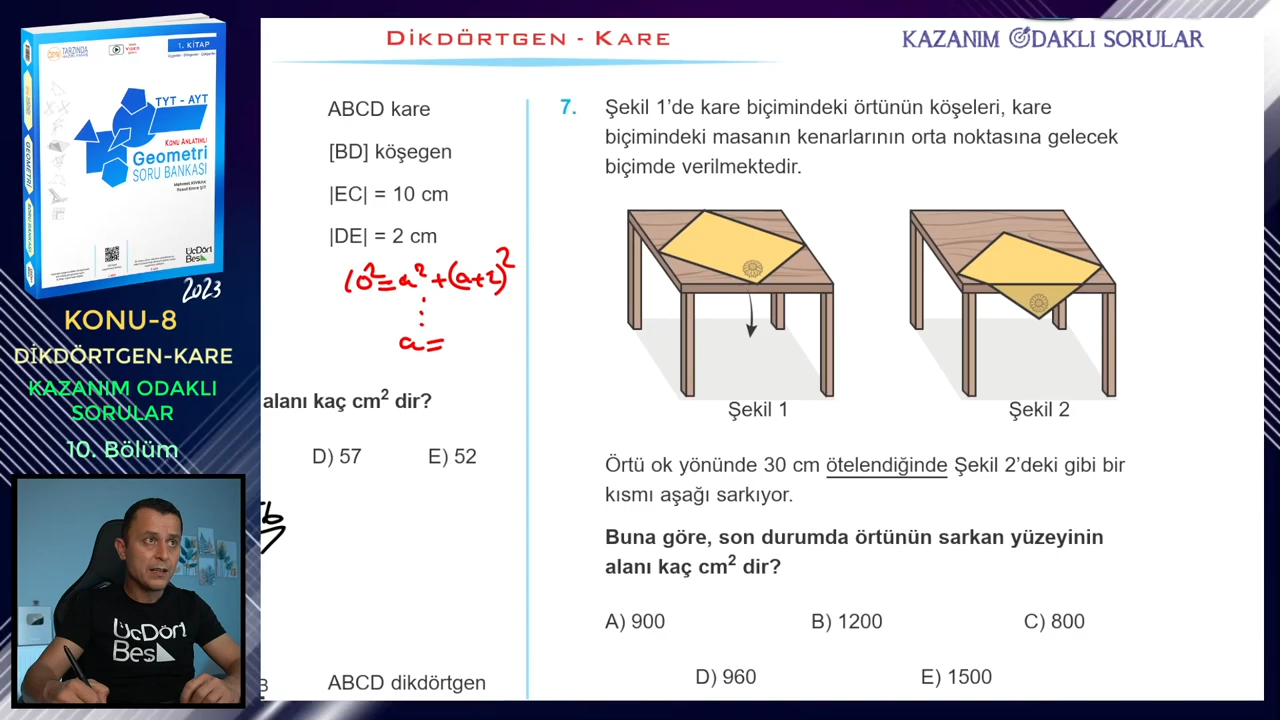 TARZINDA
1. KİTAP
TYT - AYT
KONU ANLATIMLI
Geometri
SORU BANKASI
GEOMETRİ
ÜçDört
Beş
2023
KONU-8
DİKDÖRTGEN-KARE
KAZANIM ODAKLI
SORULAR
10. Bölüm
ÜçDört
Beş
DİKDÖRTGEN - KARE
KAZANIM ODAKLI SORULAR
ABCD kare
[BD] köşegen
|EC| = 10 cm
|DE| = 2 cm
10² = a² + (a+2)²
a =
alanı kaç cm² dir?
D) 57
E) 52
ABCD dikdörtgen
7. Şekil 1’de kare biçimindeki örtünün köşeleri, kare
biçimindeki masanın kenarlarının orta noktasına gelecek
biçimde verilmektedir.
Şekil 1
Şekil 2
Örtü ok yönünde 30 cm ötelendiğinde Şekil 2’deki gibi bir
kısmı aşağı sarkıyor.
Buna göre, son durumda örtünün sarkan yüzeyinin
alanı kaç cm² dir?
A) 900
B) 1200
C) 800
D) 960
E) 1500